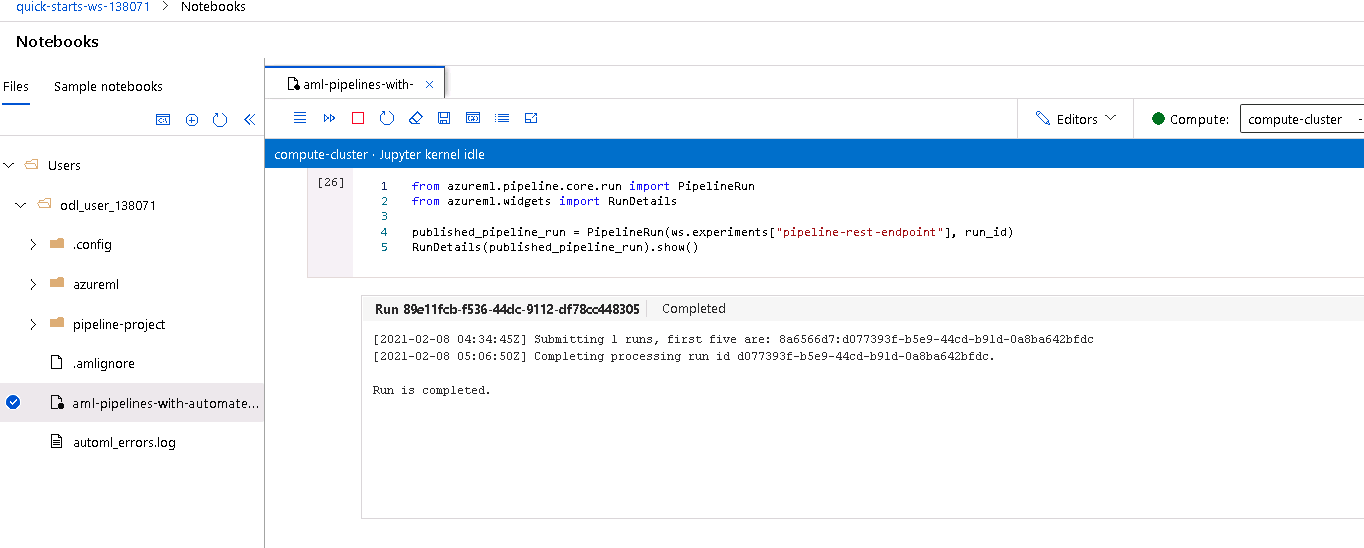 quick-starts-ws-138071 > Notebooks
Notebooks
Files Sample notebooks
aml-pipelines-with-
Editors Compute: compute-cluster -
compute-cluster · Jupyter kernel idle
Users
odl_user_138071
.config
azureml
pipeline-project
.amlignore
aml-pipelines-with-automate...
automl_errors.log
[26]
1 from azureml.pipeline.core.run import PipelineRun
2 from azureml.widgets import RunDetails
3
4 published_pipeline_run = PipelineRun(ws.experiments["pipeline-rest-endpoint"], run_id)
5 RunDetails(published_pipeline_run).show()
Run 89e11fcb-f536-44dc-9112-df78cc448305 Completed
[2021-02-08 04:34:45Z] Submitting 1 runs, first five are: 8a6566d7:d077393f-b5e9-44cd-b91d-0a8ba642bfdc
[2021-02-08 05:06:50Z] Completing processing run id d077393f-b5e9-44cd-b91d-0a8ba642bfdc.
Run is completed.